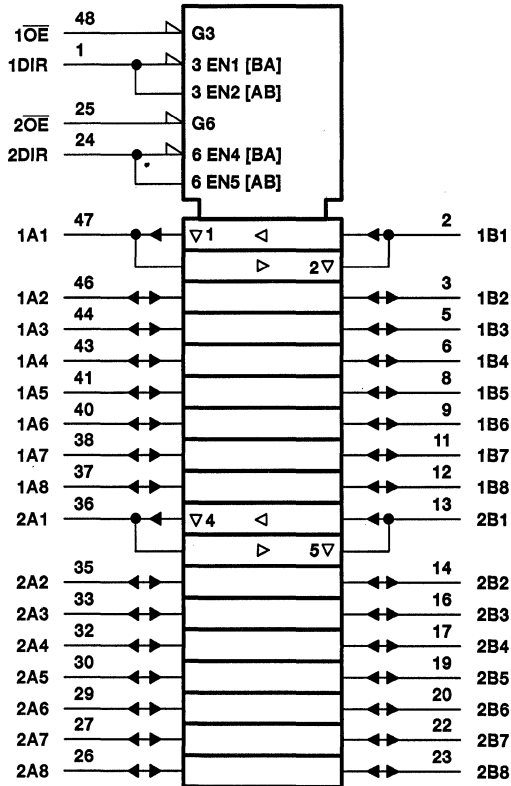 1O̅E̅ 48 G3
1DIR 1 3 EN1 [BA]
3 EN2 [AB]
2O̅E̅ 25 G6
2DIR 24 6 EN4 [BA]
6 EN5 [AB]
1A1 47 ▽1 ◁ 2 1B1
▷ 2▽
1A2 46 3 1B2
1A3 44 5 1B3
1A4 43 6 1B4
1A5 41 8 1B5
1A6 40 9 1B6
1A7 38 11 1B7
1A8 37 12 1B8
2A1 36 ▽4 ◁ 13 2B1
▷ 5▽
2A2 35 14 2B2
2A3 33 16 2B3
2A4 32 17 2B4
2A5 30 19 2B5
2A6 29 20 2B6
2A7 27 22 2B7
2A8 26 23 2B8